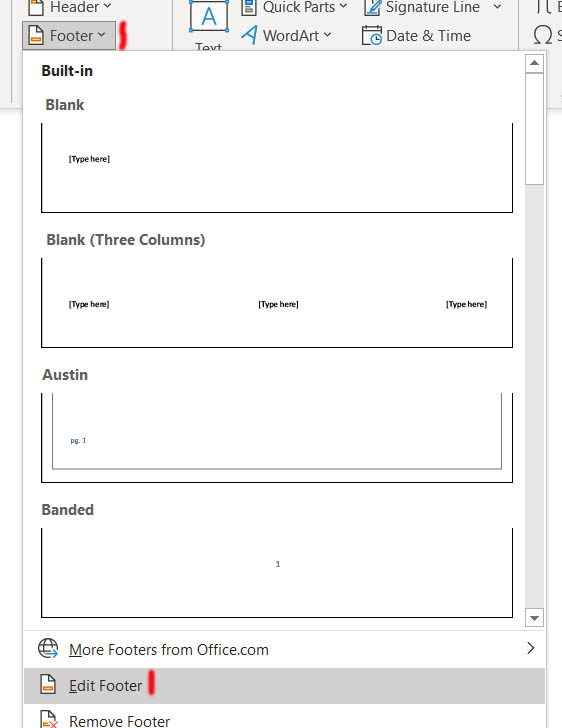 Header
Quick Parts
Signature Line
Footer
A
WordArt
Date & Time
Ω
Text
Built-in
Blank
[Type here]
Blank (Three Columns)
[Type here] [Type here] [Type here]
Austin
pg. 1
Banded
1
More Footers from Office.com
Edit Footer
Remove Footer